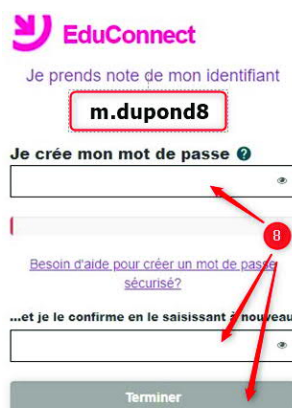 EduConnect
Je prends note de mon identifiant
m.dupond8
Je crée mon mot de passe ?
8
Besoin d'aide pour créer un mot de passe
sécurisé?
...et je le confirme en le saisissant à nouveau
Terminer